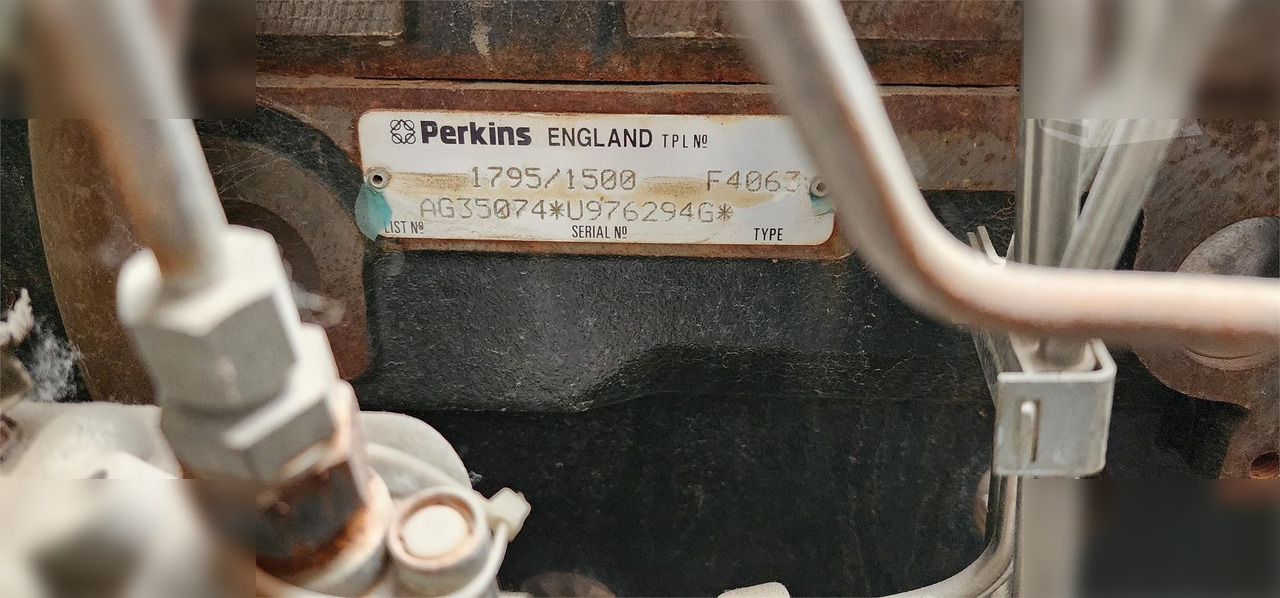 Perkins ENGLAND TPL Nº
1795/1500 F4063
AG35074*U976294G*
LIST Nº SERIAL Nº TYPE